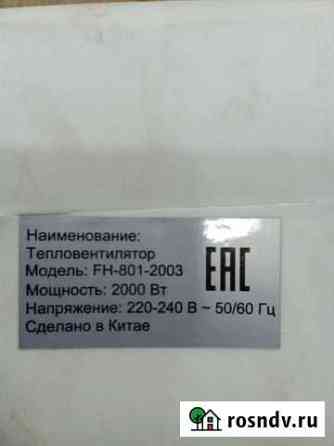 Наименование:
Тепловентилятор
Модель: FH-801-2003
Мощность: 2000 Вт
Напряжение: 220-240 В ~ 50/60 Гц
Сделано в Китае
EAC
rosndv.ru